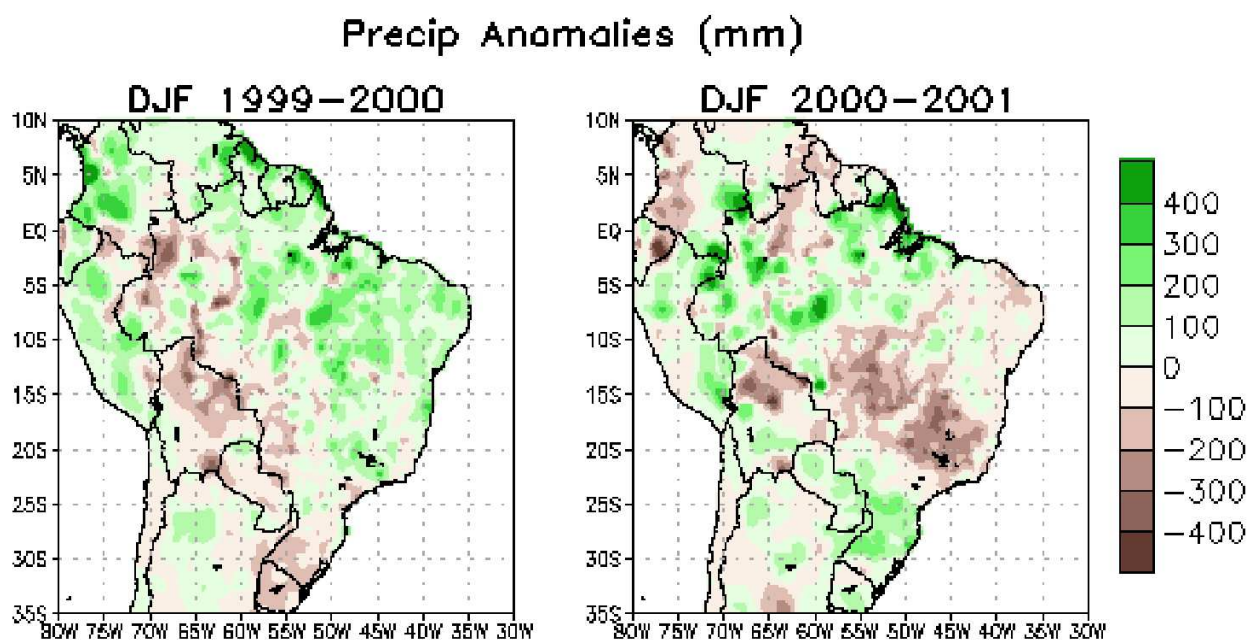 Precip Anomalies (mm)
DJF 1999-2000
DJF 2000-2001
10N
5N
EQ
5S
10S
15S
20S
25S
30S
35S
80W 75W 70W 65W 60W 55W 50W 45W 40W 35W 30W
10N
5N
EQ
5S
10S
15S
20S
25S
30S
35S
80W 75W 70W 65W 60W 55W 50W 45W 40W 35W 30W
400
300
200
100
0
-100
-200
-300
-400